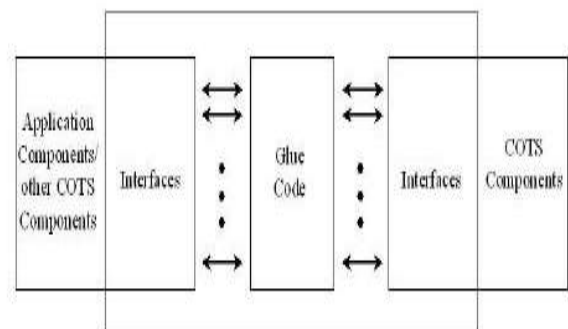 Application
Components/
other COTS
Components
Interfaces
Glue
Code
Interfaces
COTS
Components